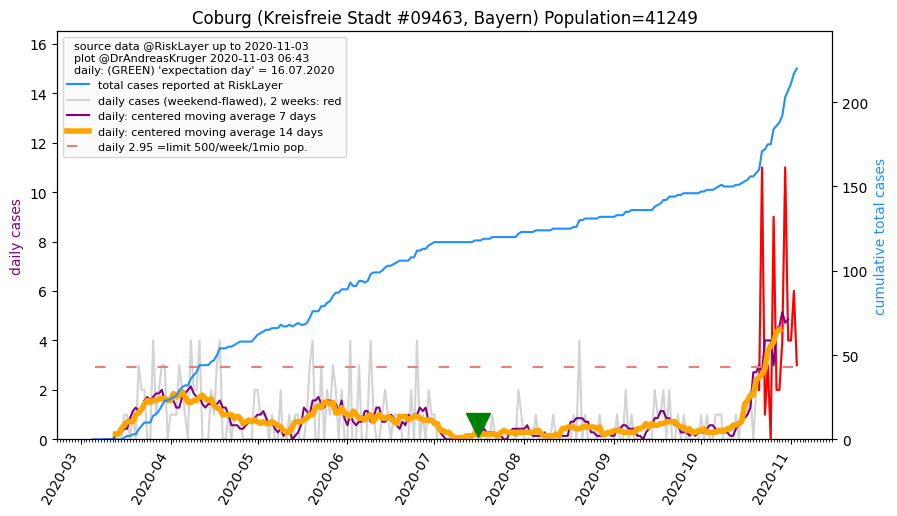 Coburg (Kreisfreie Stadt #09463, Bayern) Population=41249
source data @RiskLayer up to 2020-11-03
plot @DrAndreasKruger 2020-11-03 06:43
daily: (GREEN) 'expectation day' = 16.07.2020
total cases reported at RiskLayer
daily cases (weekend-flawed), 2 weeks: red
daily: centered moving average 7 days
daily: centered moving average 14 days
daily 2.95 =limit 500/week/1mio pop.
daily cases
16
14
12
10
8
6
4
2
0
cumulative total cases
200
150
100
50
0
2020-03
2020-04
2020-05
2020-06
2020-07
2020-08
2020-09
2020-10
2020-11